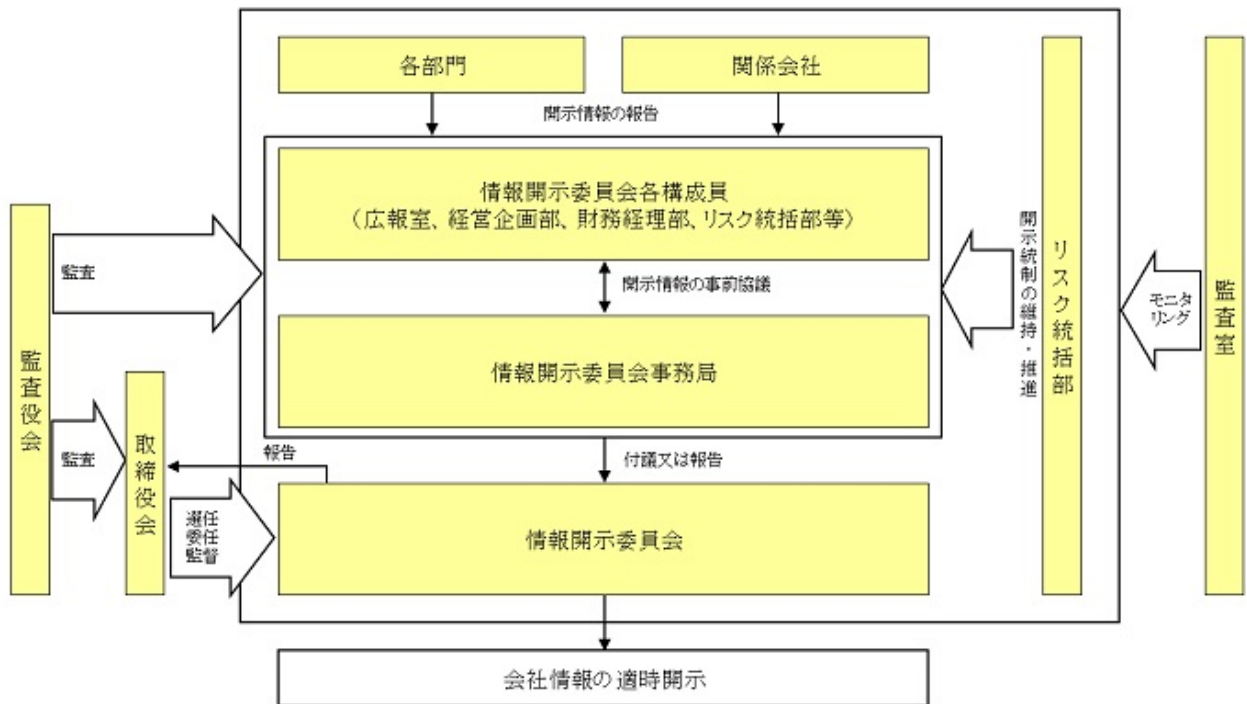 各部門
関係会社
開示情報の報告
情報開示委員会各構成員
（広報室、経営企画部、財務経理部、リスク統括部等）
開示情報の事前協議
情報開示委員会事務局
監査
監査役会
監査
取締役会
報告
付議又は報告
選任
委任
監督
情報開示委員会
開示統制の維持・推進
リスク統括部
モニタ
リング
監査室
会社情報の適時開示